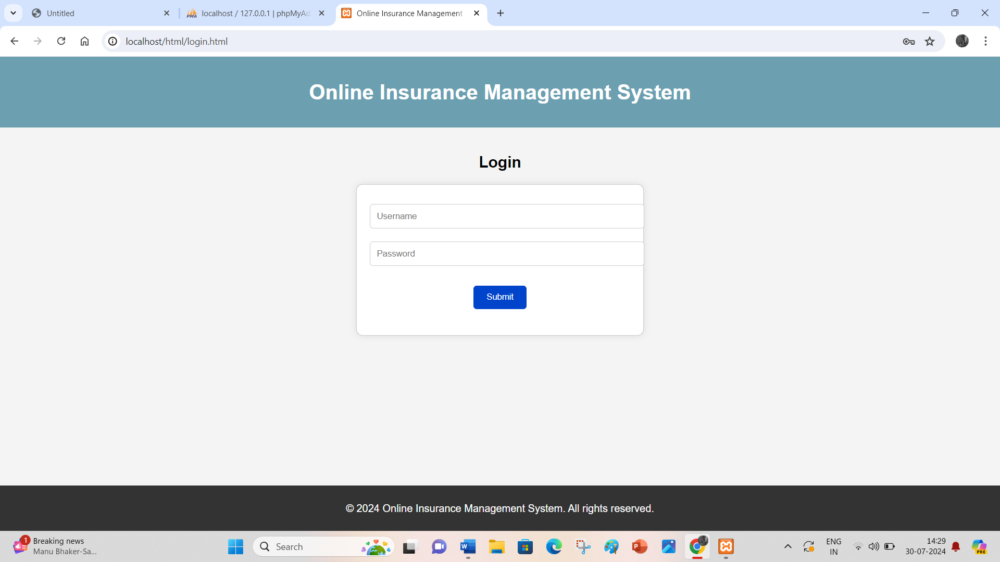 Untitled
localhost / 127.0.0.1 | phpMyAd
Online Insurance Management
localhost/html/login.html
Online Insurance Management System
Login
Username
Password
Submit
© 2024 Online Insurance Management System. All rights reserved.
1
Breaking news
Manu Bhaker-Sa...
Search
ENG
IN
14:29
30-07-2024
PRE